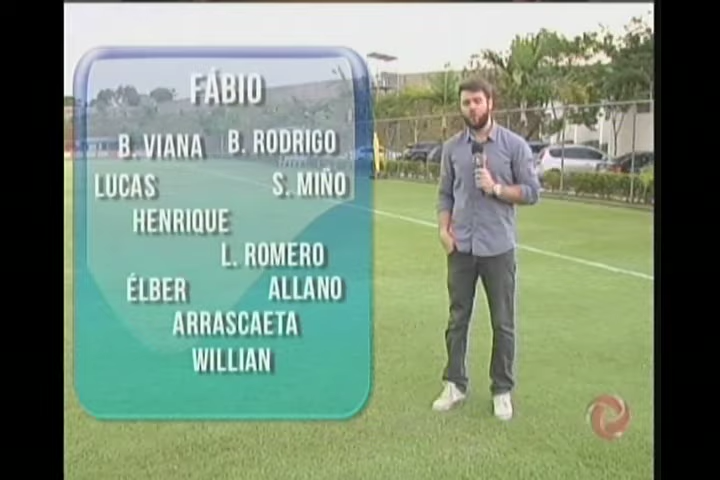 FÁBIO
B. VIANA B. RODRIGO
LUCAS S. MIÑO
HENRIQUE
L. ROMERO
ÉLBER ALLANO
ARRASCAETA
WILLIAN